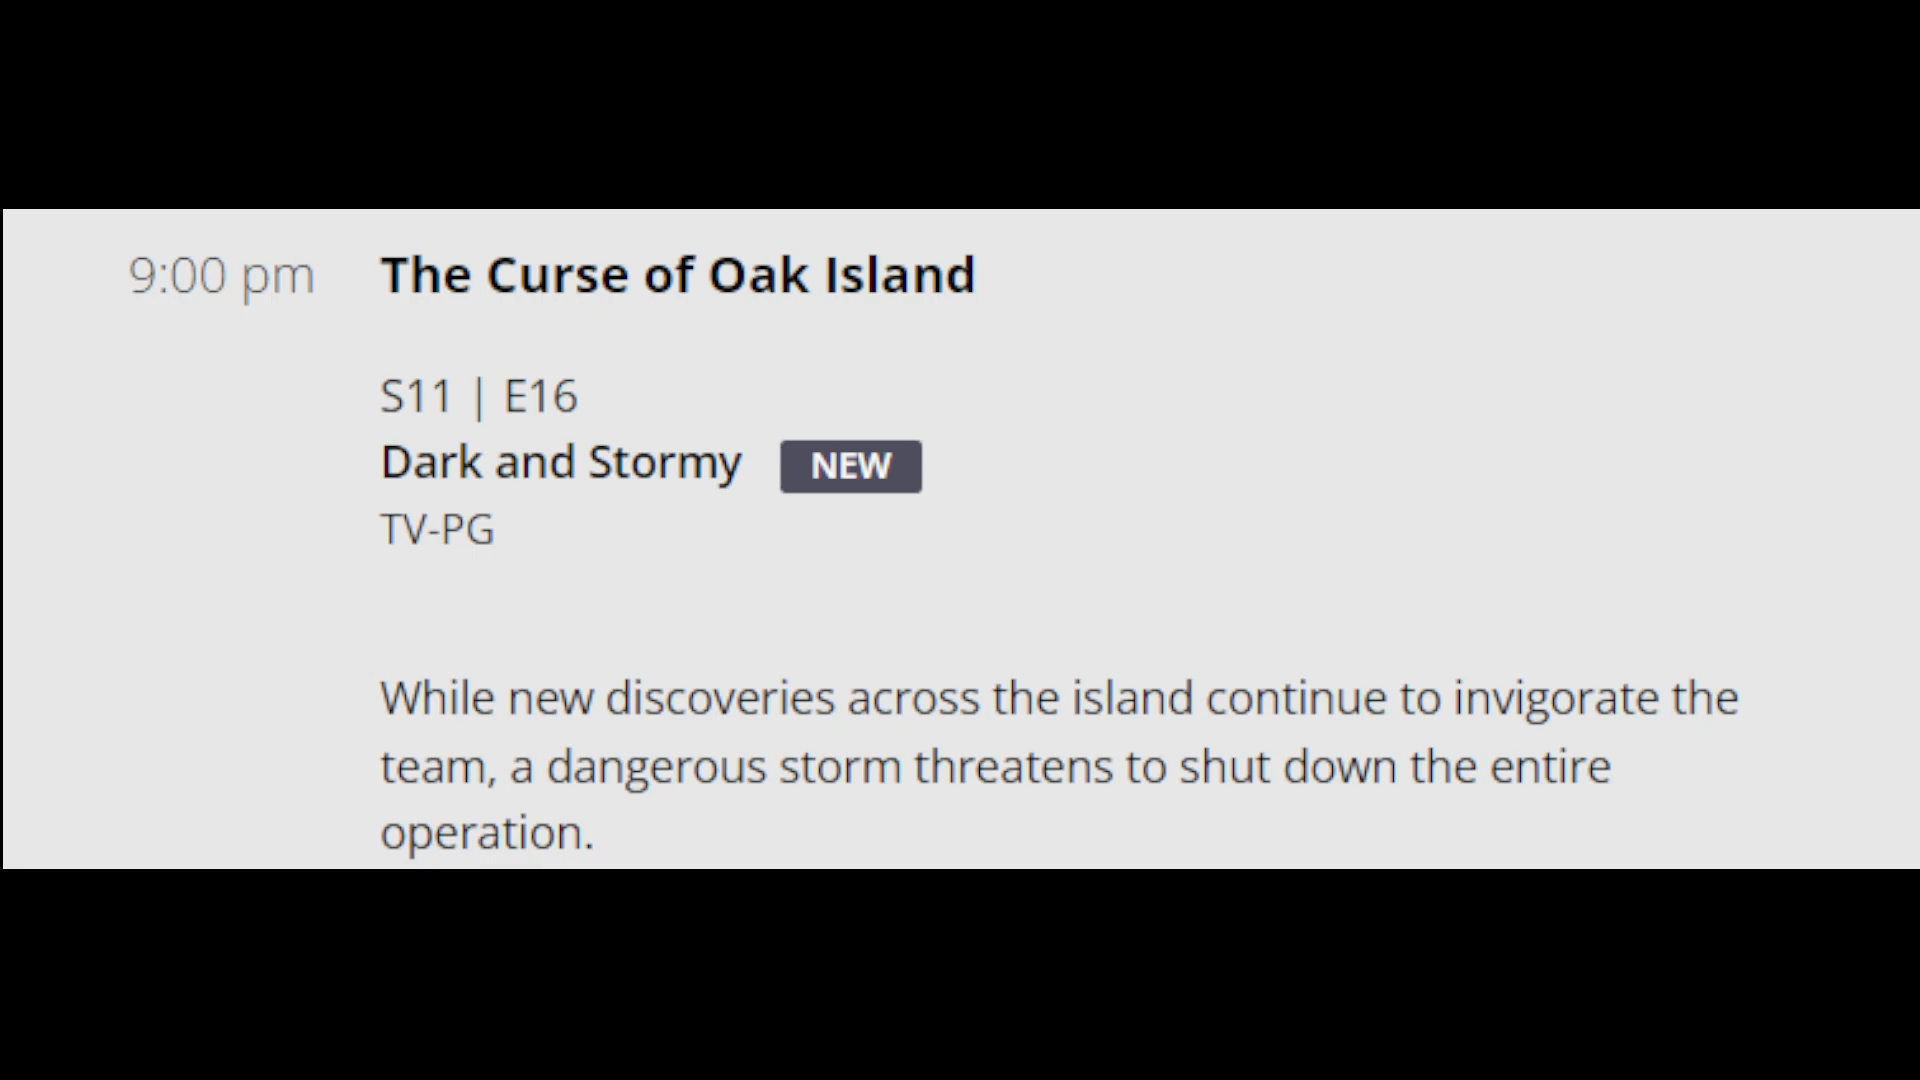 9:00 pm The Curse of Oak Island
S11 | E16
Dark and Stormy NEW
TV-PG
While new discoveries across the island continue to invigorate the
team, a dangerous storm threatens to shut down the entire
operation.